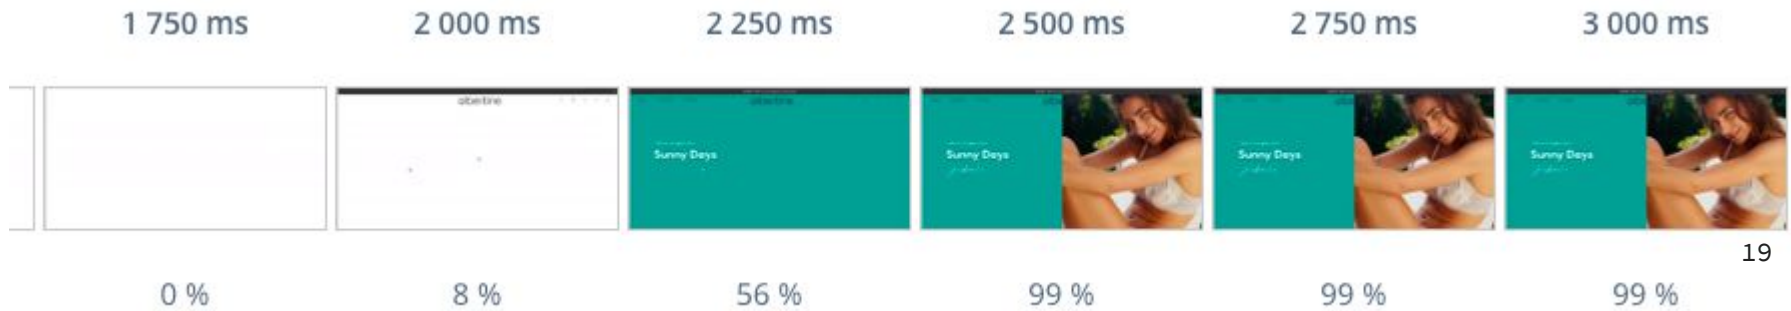 1 750 ms 2 000 ms 2 250 ms 2 500 ms 2 750 ms 3 000 ms
albertine
Sunny Days Sunny Days Sunny Days Sunny Days
19
0 % 8 % 56 % 99 % 99 % 99 %